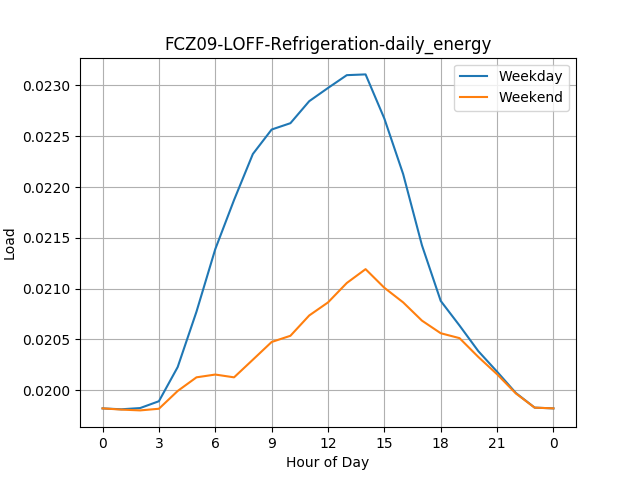 FCZ09-LOFF-Refrigeration-daily_energy
Weekday
Weekend
0.0230
0.0225
0.0220
0.0215
0.0210
0.0205
0.0200
Load
0 3 6 9 12 15 18 21 0
Hour of Day